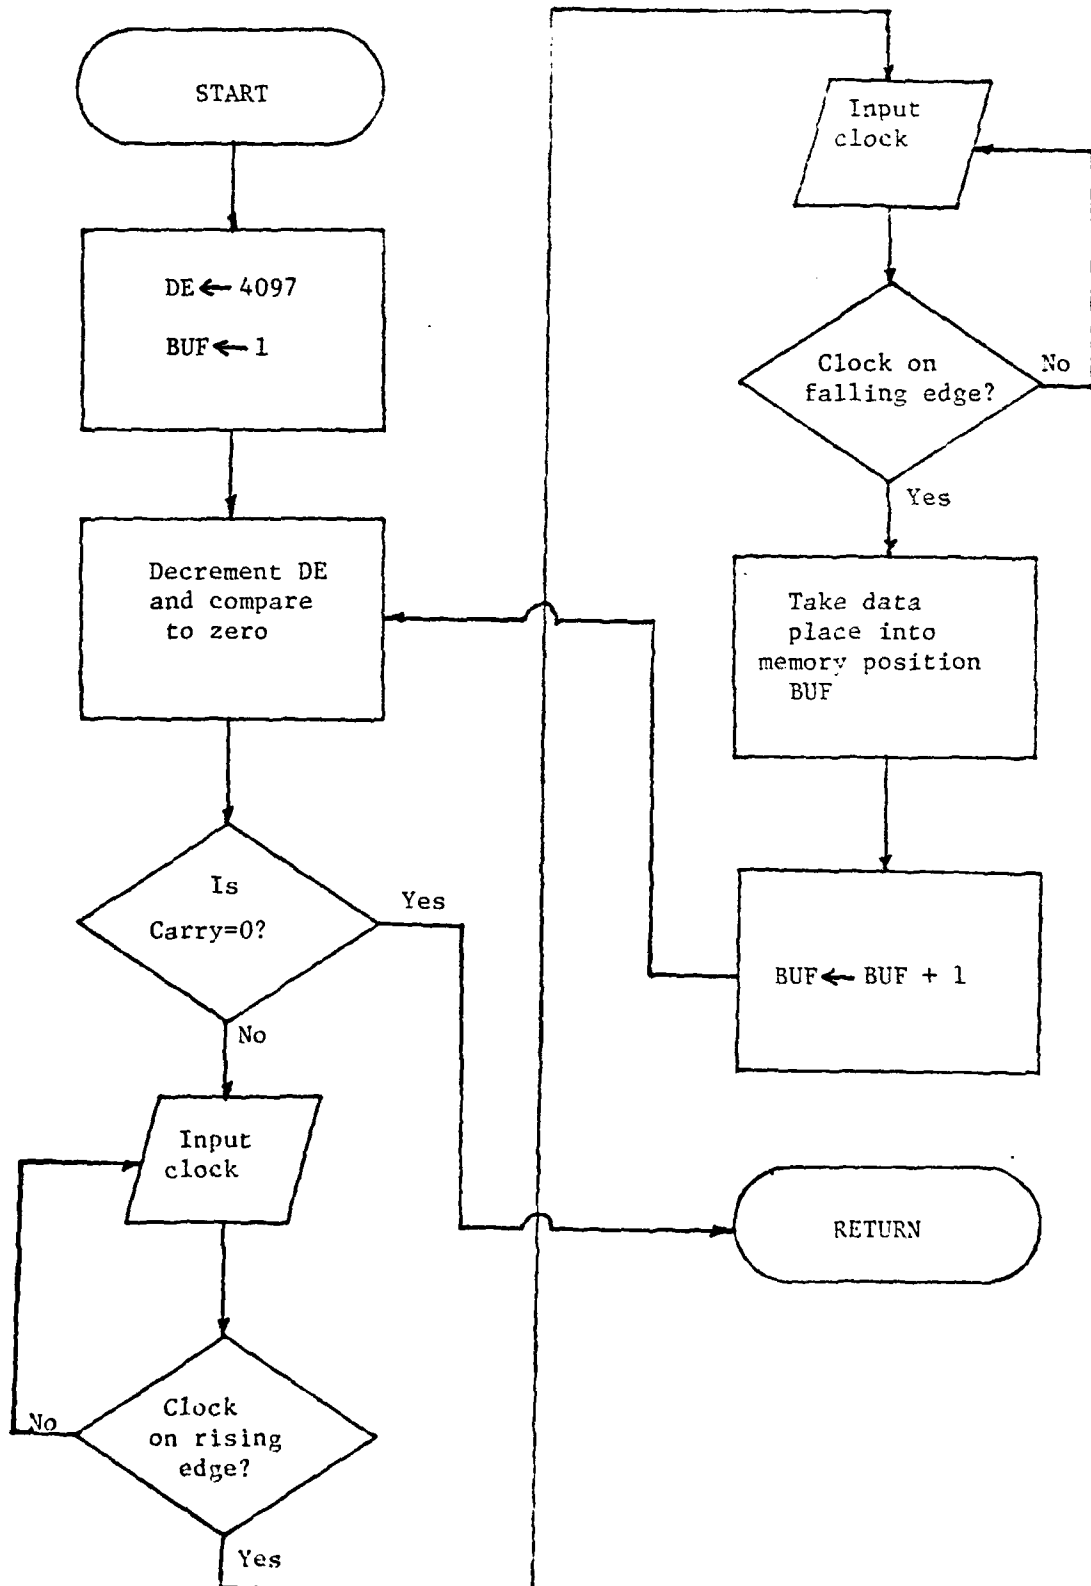 START
DE ← 4097
BUF ← 1
Decrement DE
and compare
to zero
Is
Carry=0?
Yes
No
Input
clock
Clock
on rising
edge?
No
Yes
Input
clock
Clock on
falling edge?
No
Yes
Take data
place into
memory position
BUF
BUF ← BUF + 1
RETURN